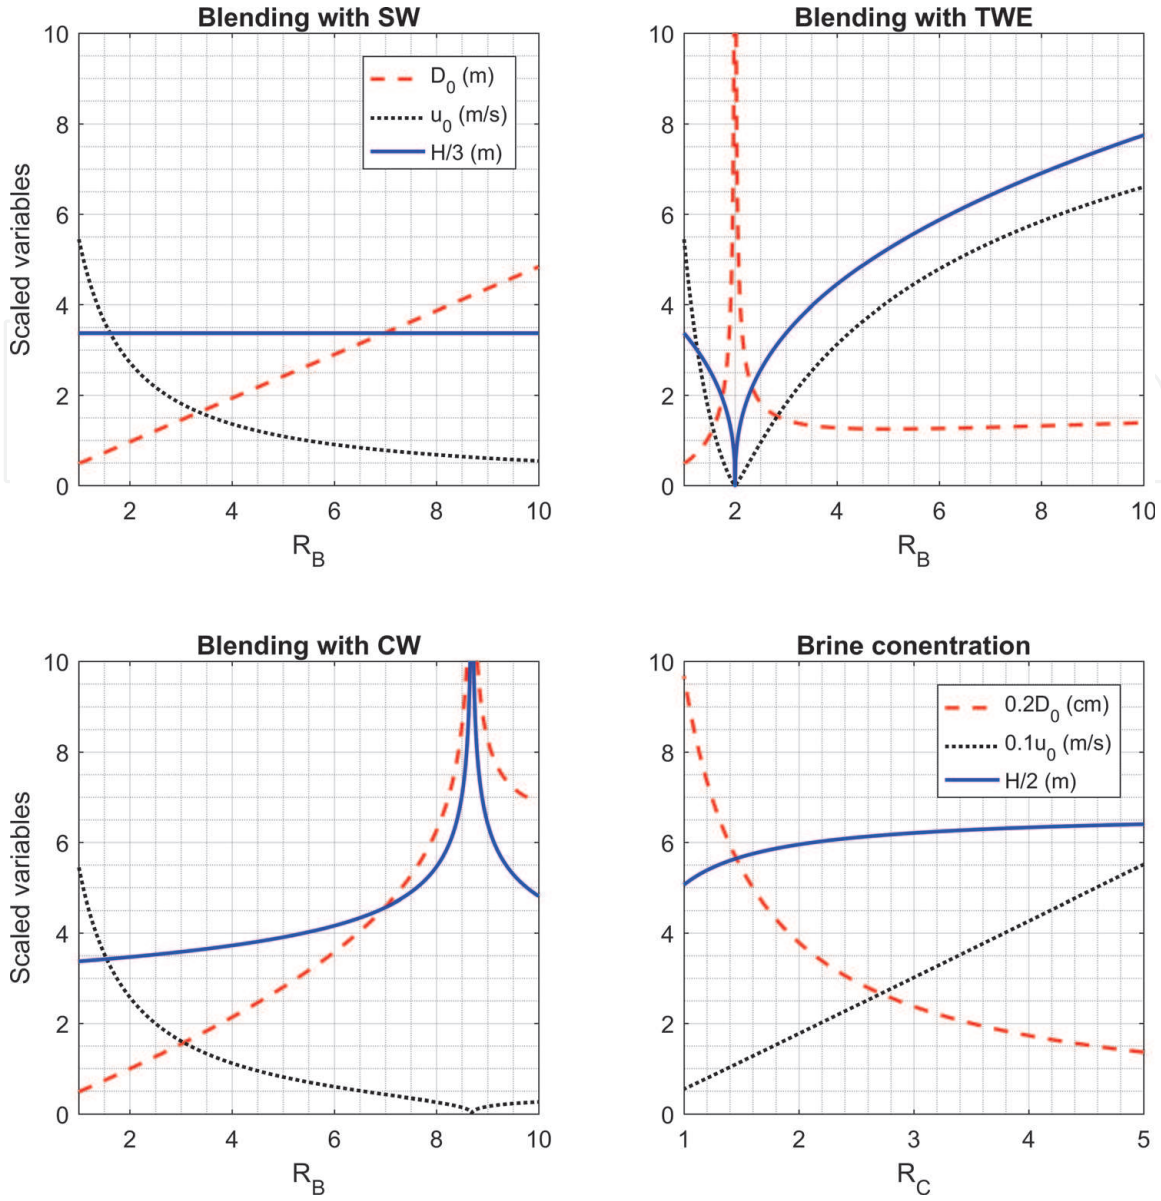 Blending with SW
10
8
6
4
2
0
Scaled variables
D0 (m)
u0 (m/s)
H/3 (m)
2 4 6 8 10
RB
Blending with TWE
10
8
6
4
2
0
2 4 6 8 10
RB
Blending with CW
10
8
6
4
2
0
Scaled variables
2 4 6 8 10
RB
Brine conentration
10
8
6
4
2
0
0.2D0 (cm)
0.1u0 (m/s)
H/2 (m)
1 2 3 4 5
RC